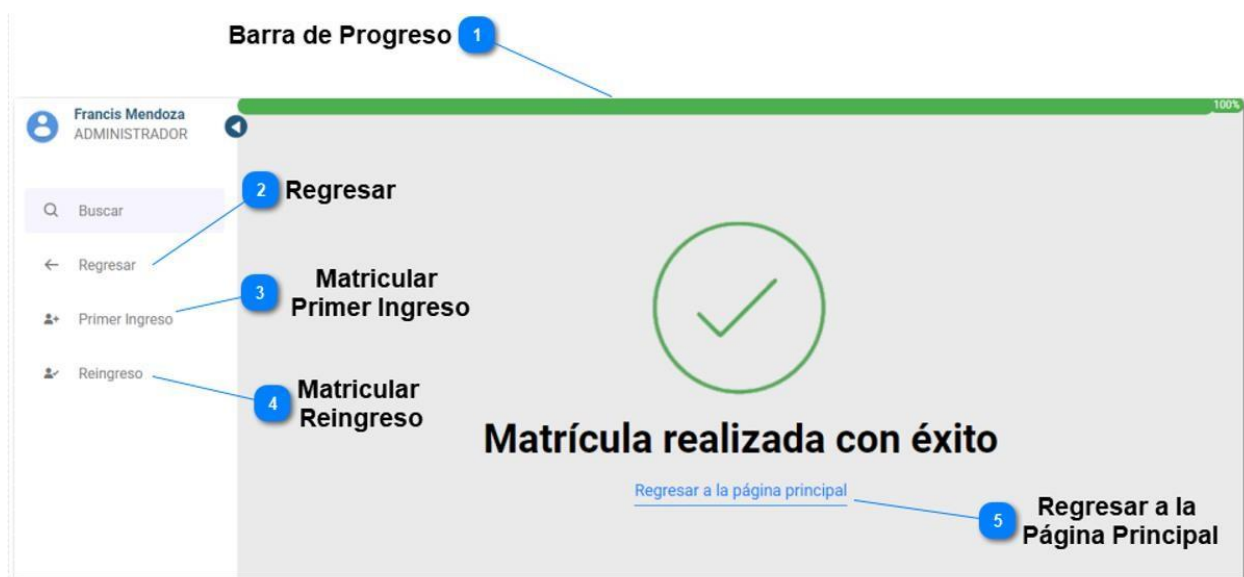 Barra de Progreso 1
100%
Francis Mendoza
ADMINISTRADOR
2 Regresar
Buscar
Regresar
3 Matricular
Primer Ingreso
Primer Ingreso
Reingreso
4 Matricular
Reingreso
Matrícula realizada con éxito
Regresar a la página principal
5 Regresar a la
Página Principal